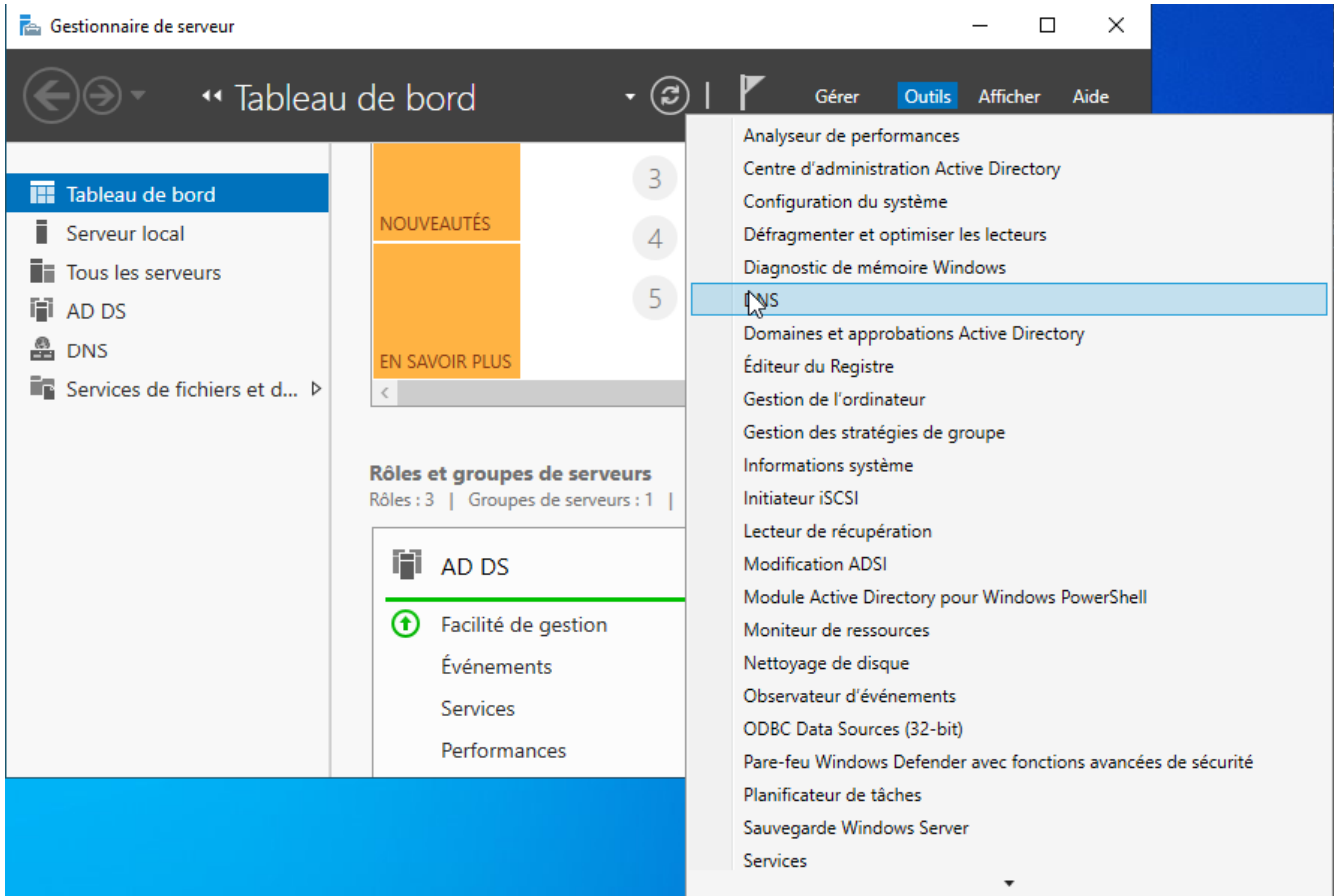 Gestionnaire de serveur
Tableau de bord
Gérer Outils Afficher Aide
Tableau de bord
Serveur local
Tous les serveurs
AD DS
DNS
Services de fichiers et d...
NOUVEAUTÉS
EN SAVOIR PLUS
3
4
5
Rôles et groupes de serveurs
Rôles : 3 | Groupes de serveurs : 1 |
AD DS
Facilité de gestion
Événements
Services
Performances
Analyseur de performances
Centre d'administration Active Directory
Configuration du système
Défragmenter et optimiser les lecteurs
Diagnostic de mémoire Windows
DNS
Domaines et approbations Active Directory
Éditeur du Registre
Gestion de l'ordinateur
Gestion des stratégies de groupe
Informations système
Initiateur iSCSI
Lecteur de récupération
Modification ADSI
Module Active Directory pour Windows PowerShell
Moniteur de ressources
Nettoyage de disque
Observateur d'événements
ODBC Data Sources (32-bit)
Pare-feu Windows Defender avec fonctions avancées de sécurité
Planificateur de tâches
Sauvegarde Windows Server
Services